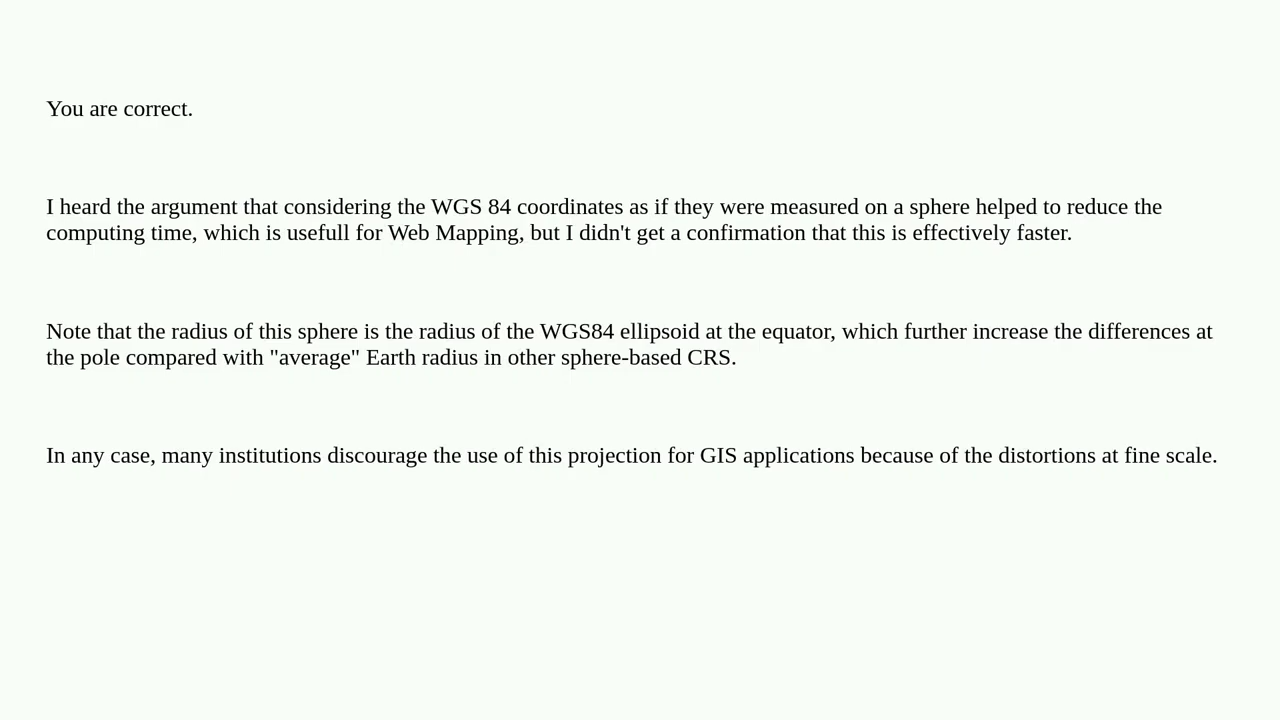 You are correct.
I heard the argument that considering the WGS 84 coordinates as if they were measured on a sphere helped to reduce the
computing time, which is usefull for Web Mapping, but I didn't get a confirmation that this is effectively faster.
Note that the radius of this sphere is the radius of the WGS84 ellipsoid at the equator, which further increase the differences at
the pole compared with "average" Earth radius in other sphere-based CRS.
In any case, many institutions discourage the use of this projection for GIS applications because of the distortions at fine scale.